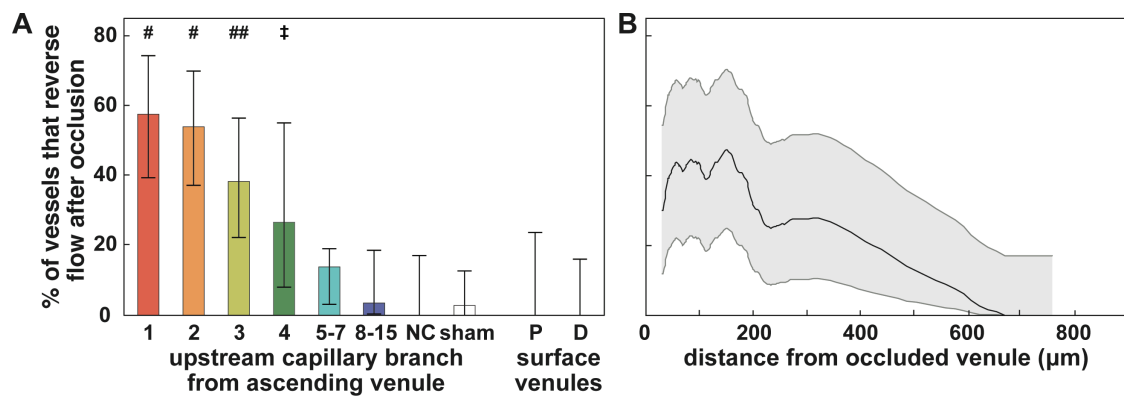 A
B
% of vessels that reverse
flow after occlusion
80
60
40
20
0
# # ## ‡
1 2 3 4 5-7 8-15 NC sham P D
upstream capillary branch
from ascending venule
surface
venules
0 200 400 600 800
distance from occluded venule (μm)